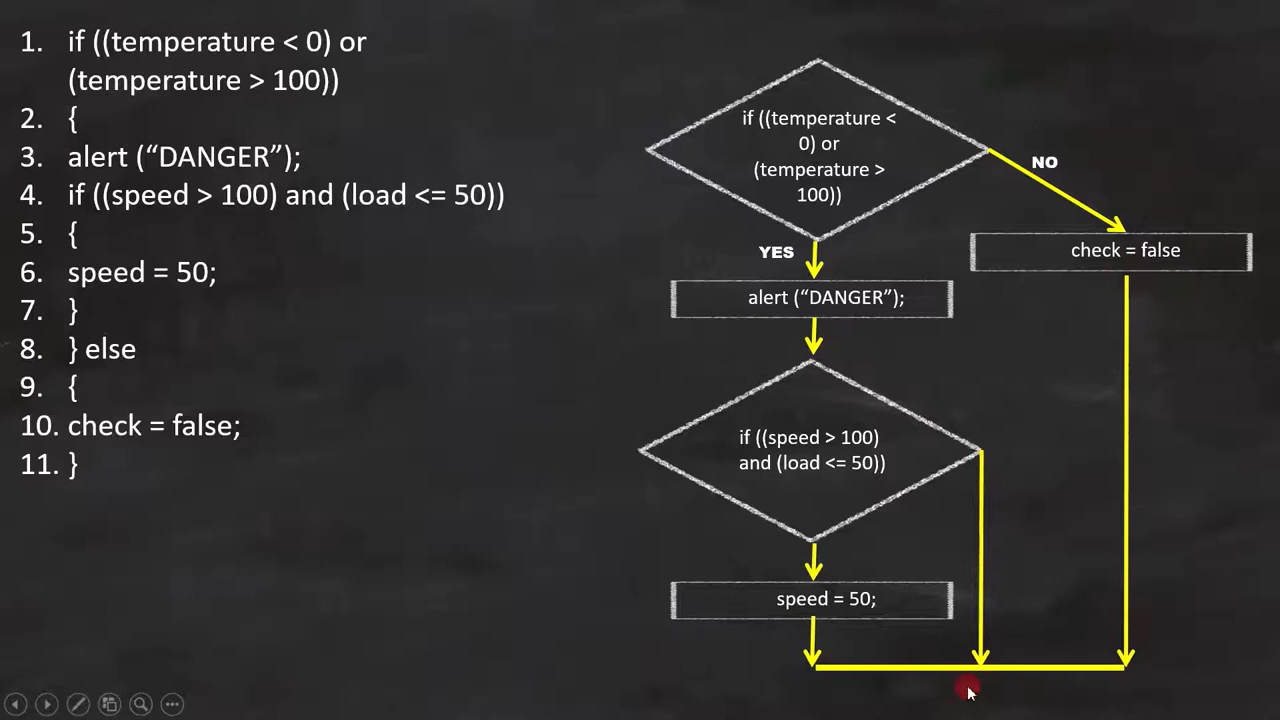 1. if ((temperature < 0) or
(temperature > 100))
2. {
3. alert (“DANGER”);
4. if ((speed > 100) and (load <= 50))
5. {
6. speed = 50;
7. }
8. } else
9. {
10. check = false;
11. }
if ((temperature <
0) or
(temperature >
100))
NO
YES
check = false
alert (“DANGER”);
if ((speed > 100)
and (load <= 50))
speed = 50;